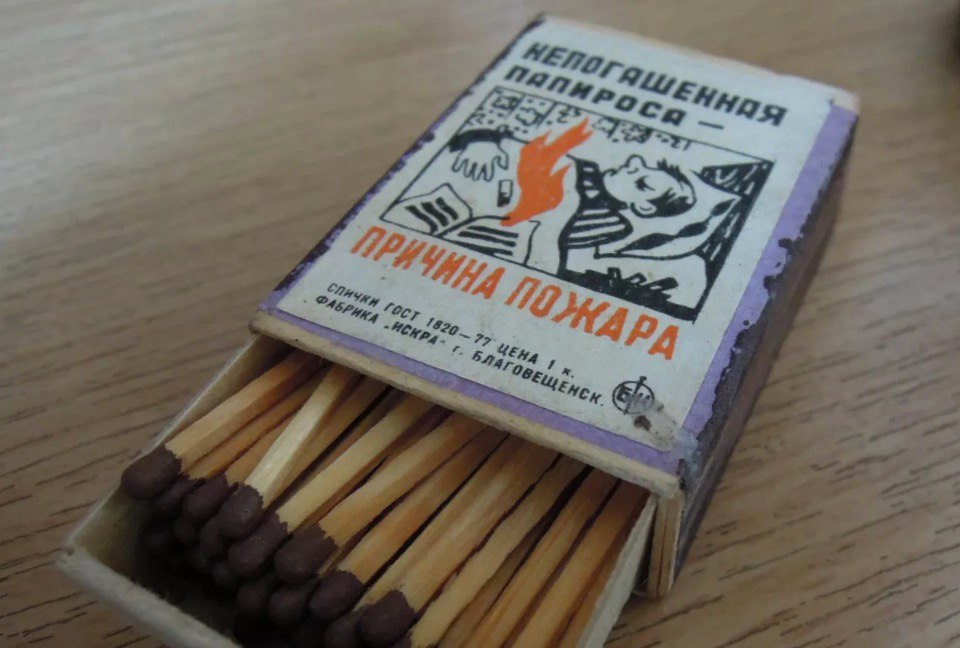 НЕПОГАШЕННАЯ
ПАПИРОСА —
ПРИЧИНА ПОЖАРА
СПИЧКИ ГОСТ 1820—77 ЦЕНА 1 к.
ФАБРИКА „ИСКРА" г. БЛАГОВЕЩЕНСК.